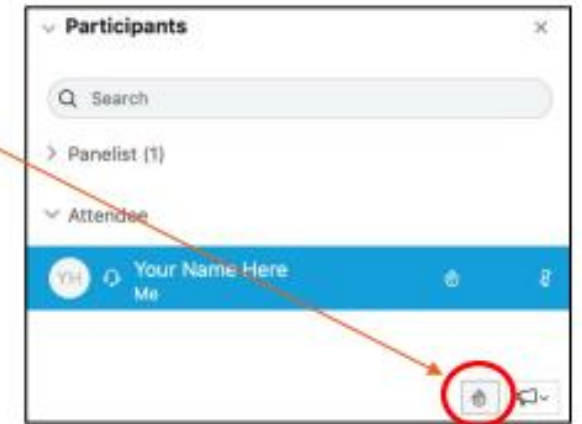 Participants
Search
Panelist (1)
Attendee
YH
Your Name Here
Me